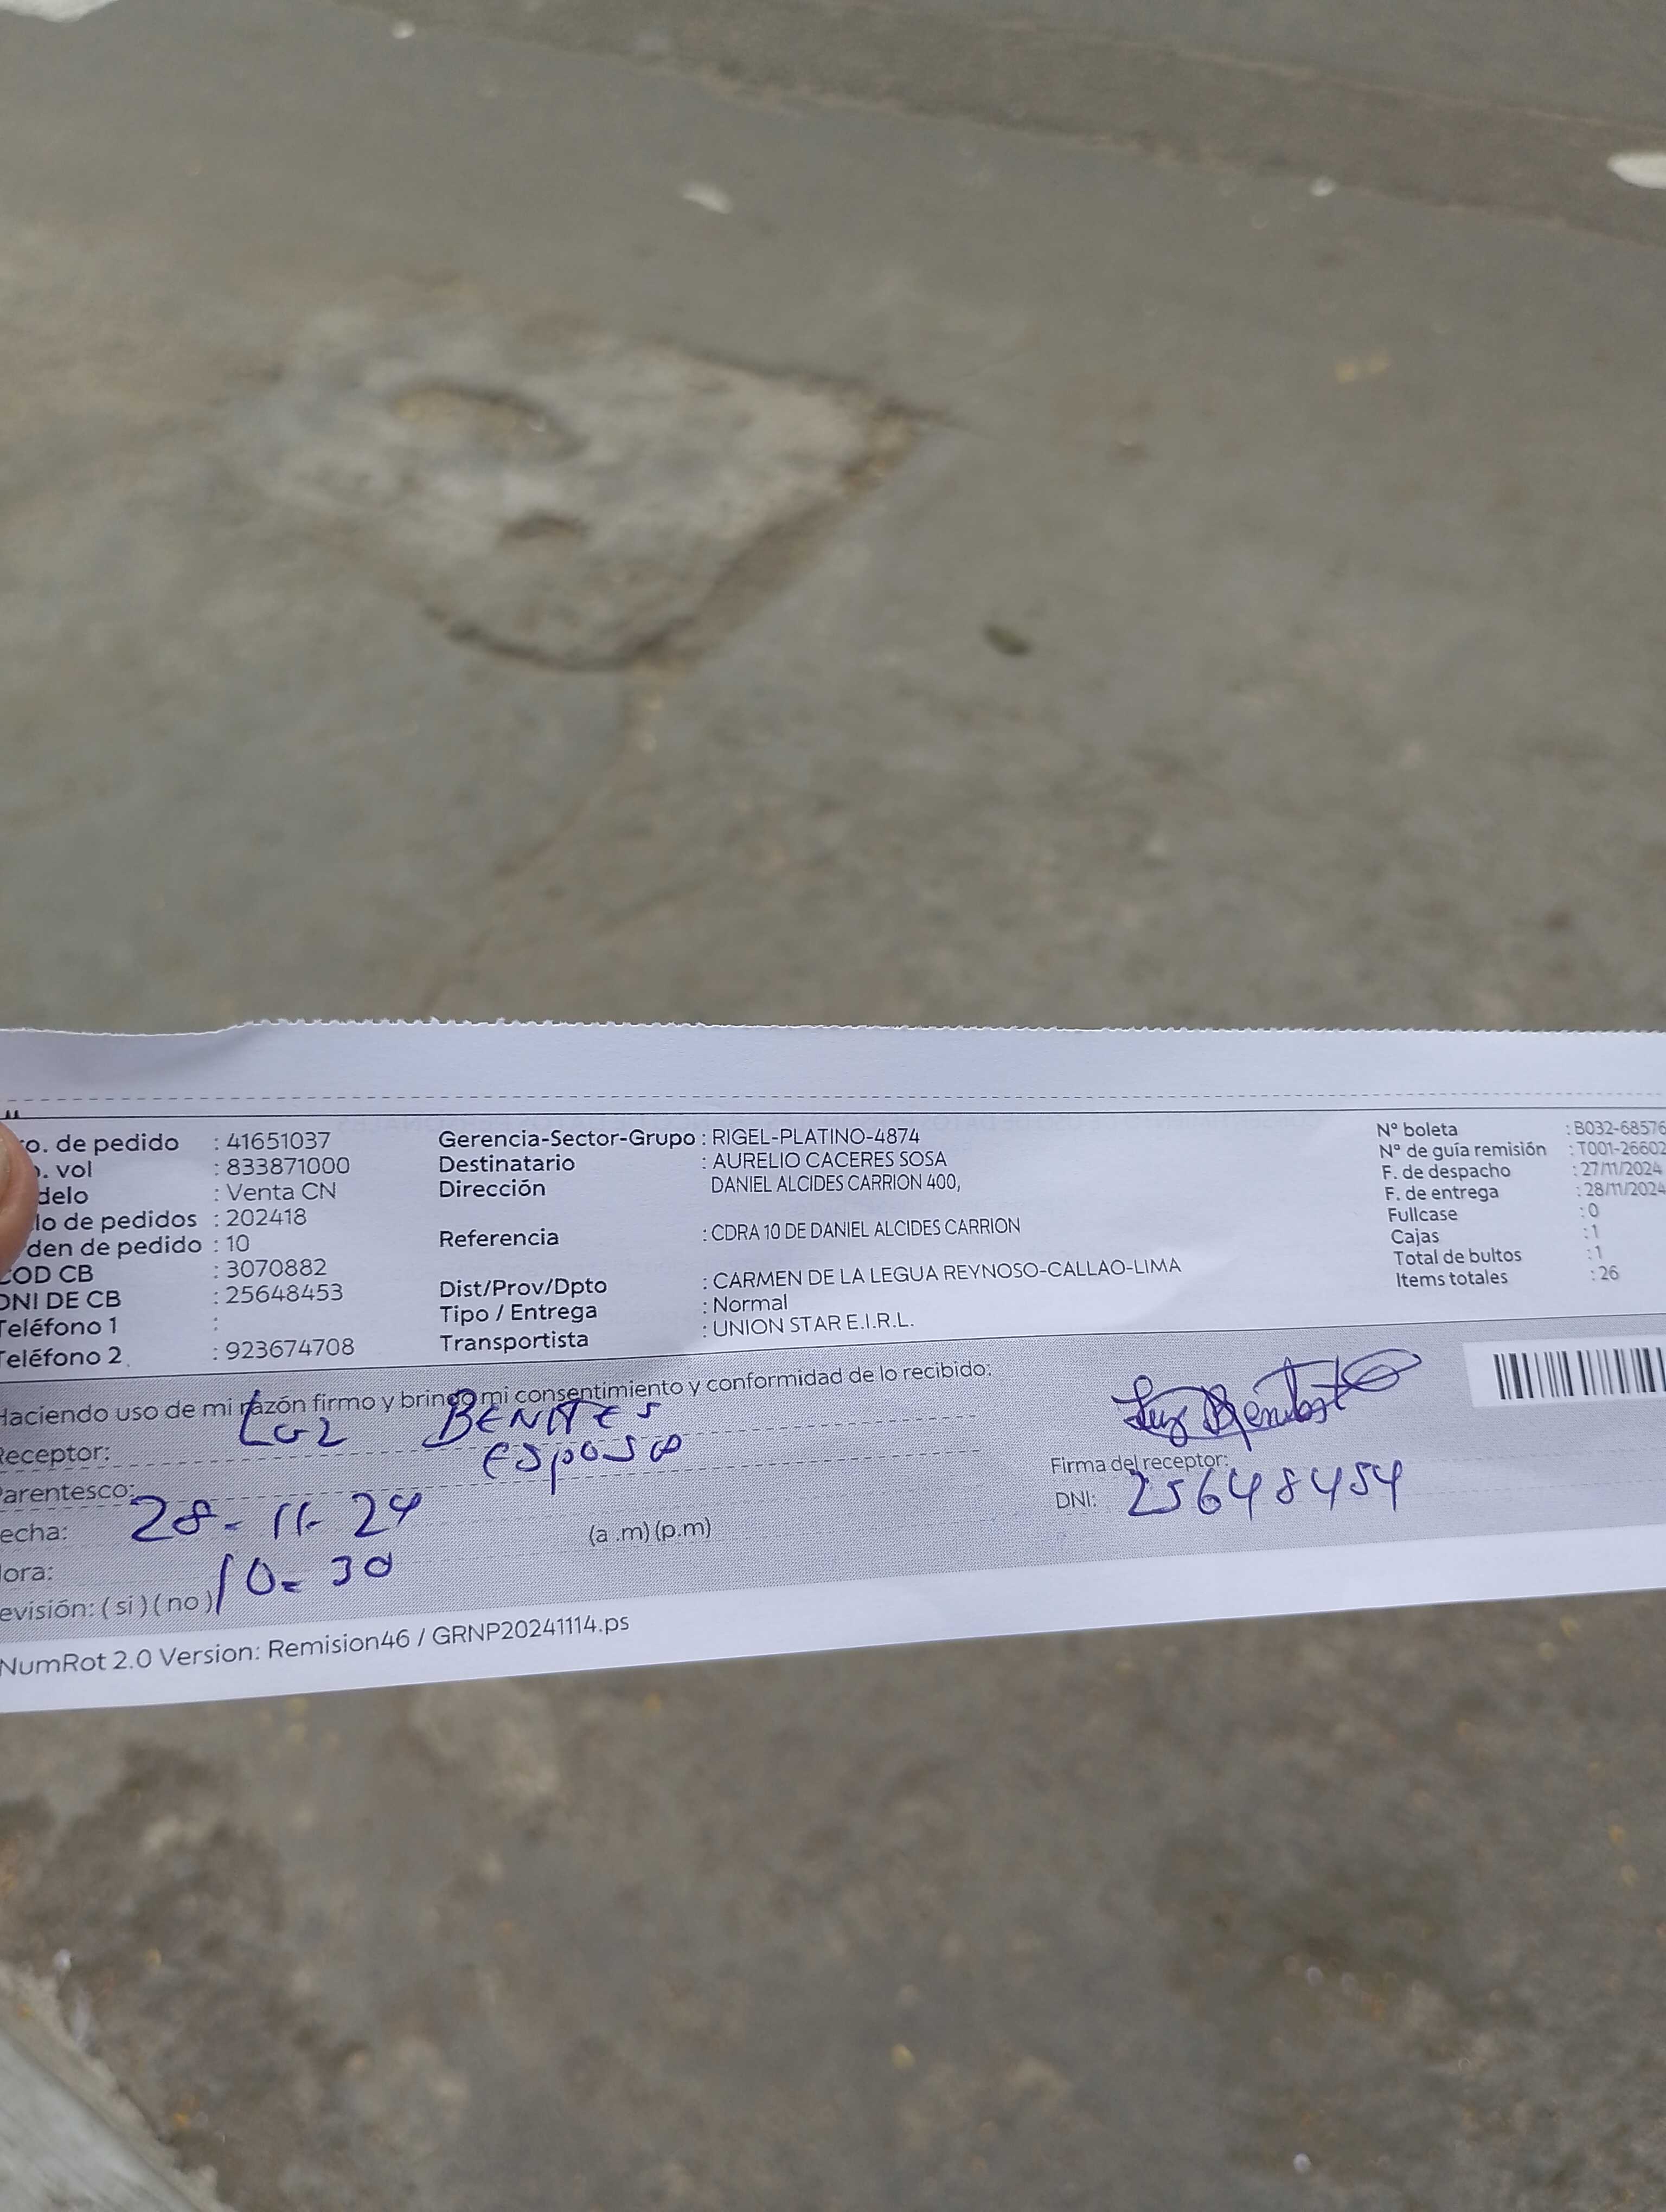 o. de pedido : 41651037
. vol : 833871000
delo : Venta CN
lo de pedidos : 202418
den de pedido : 10
COD CB : 3070882
DNI DE CB : 25648453
Teléfono 1 :
Teléfono 2 : 923674708
Gerencia-Sector-Grupo : RIGEL-PLATINO-4874
Destinatario : AURELIO CACERES SOSA
Dirección DANIEL ALCIDES CARRION 400,
Referencia : CDRA 10 DE DANIEL ALCIDES CARRION
Dist/Prov/Dpto : CARMEN DE LA LEGUA REYNOSO-CALLAO-LIMA
Tipo / Entrega : Normal
Transportista : UNION STAR E.I.R.L.
N° boleta : B032-68576
N° de guía remisión : T001-26602
F. de despacho : 27/11/2024
F. de entrega : 28/11/2024
Fullcase : 0
Cajas : 1
Total de bultos : 1
Items totales : 26
Haciendo uso de mi razón firmo y bringo mi consentimiento y conformidad de lo recibido:
Receptor: Luz BENITES
Parentesco: esposa
echa: 28-11-24
ora: 10=30 (a .m) (p.m)
evisión: ( si ) ( no )
Firma del receptor:
DNI: 25648454
NumRot 2.0 Version: Remision46 / GRNP20241114.ps